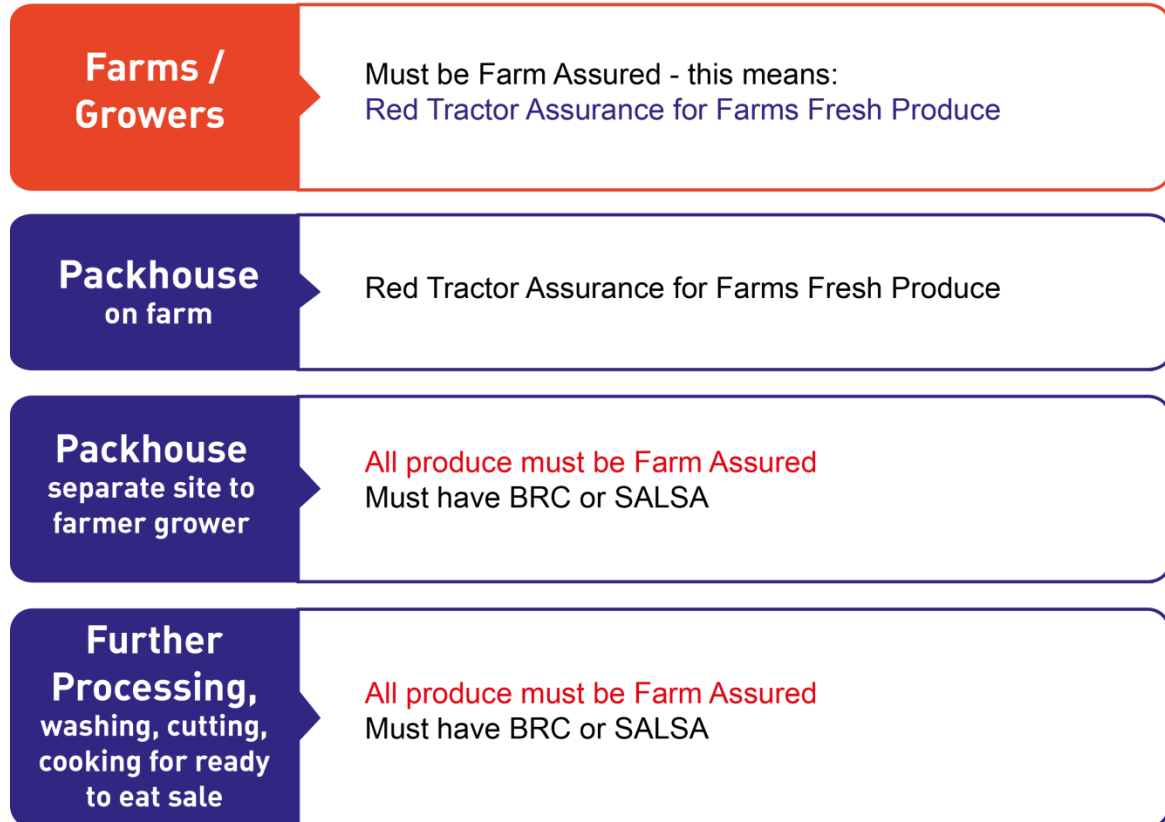 Farms /
Growers
Must be Farm Assured - this means:
Red Tractor Assurance for Farms Fresh Produce
Packhouse
on farm
Red Tractor Assurance for Farms Fresh Produce
Packhouse
separate site to
farmer grower
All produce must be Farm Assured
Must have BRC or SALSA
Further
Processing,
washing, cutting,
cooking for ready
to eat sale
All produce must be Farm Assured
Must have BRC or SALSA